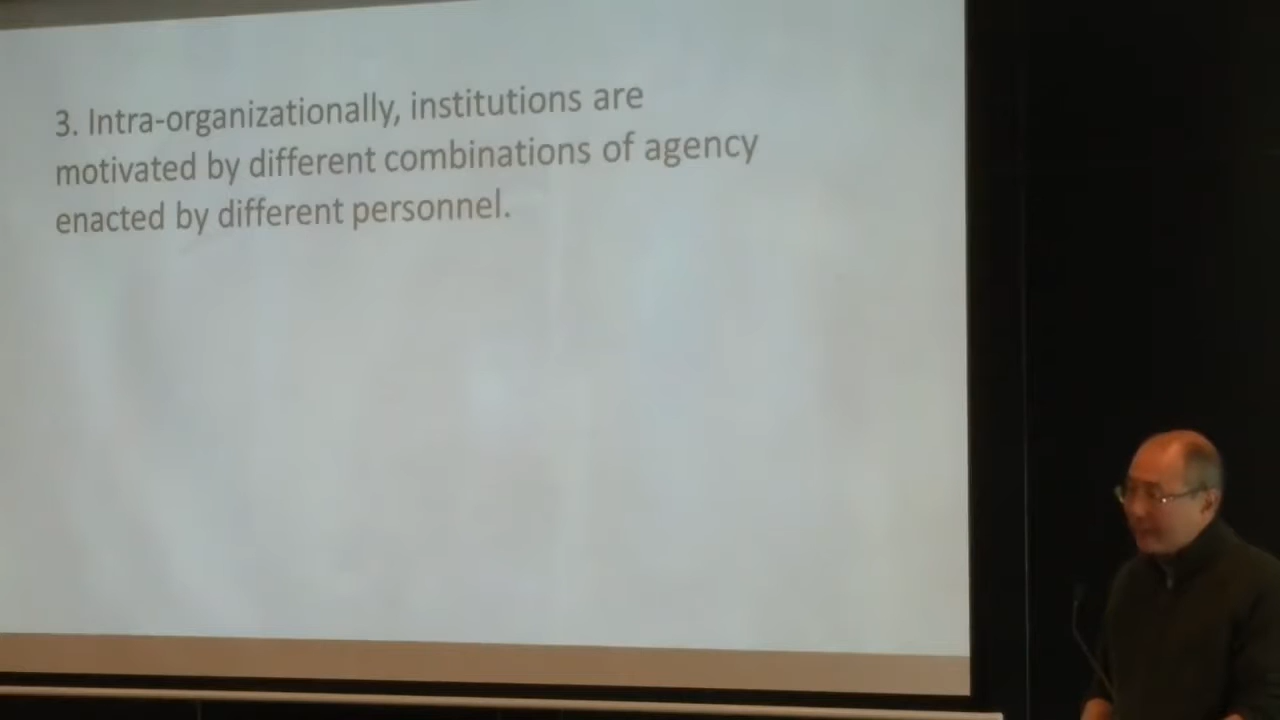 3. Intra-organizationally, institutions are
motivated by different combinations of agency
enacted by different personnel.